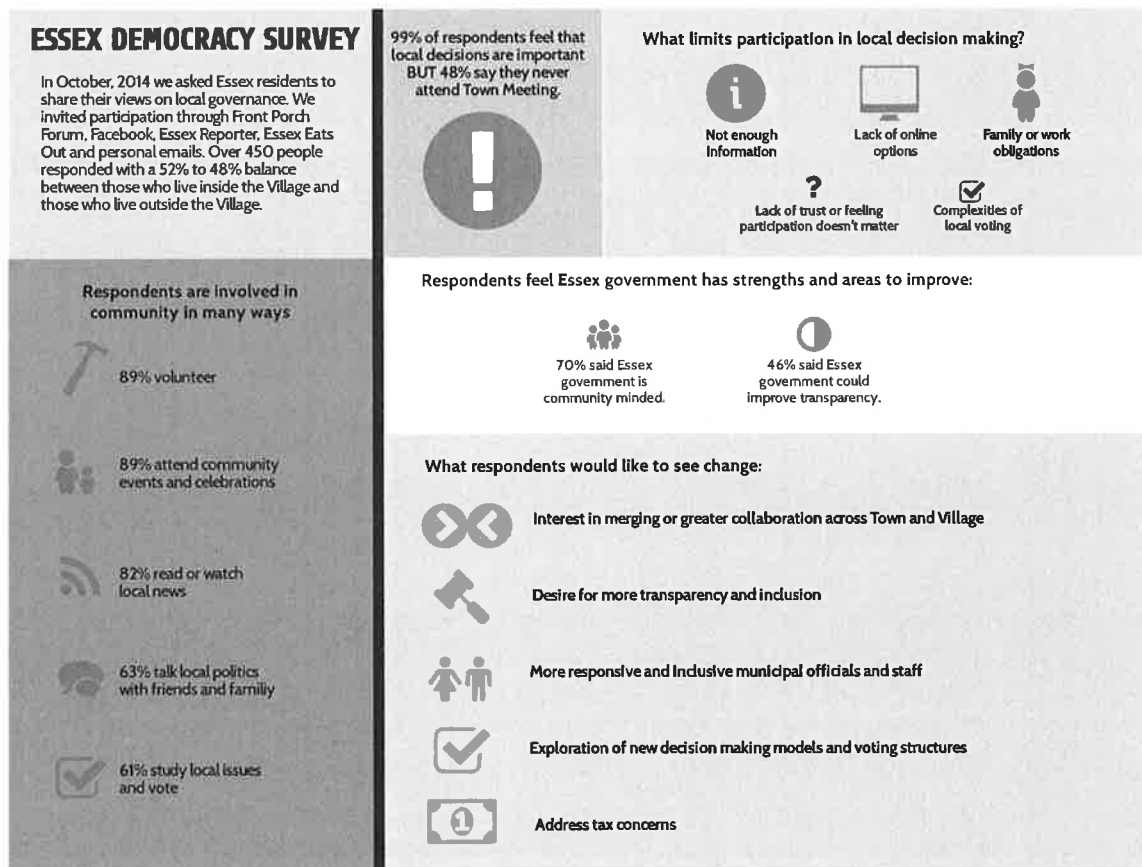 ESSEX DEMOCRACY SURVEY
In October, 2014 we asked Essex residents to
share their views on local governance. We
invited participation through Front Porch
Forum, Facebook, Essex Reporter, Essex Eats
Out and personal emails. Over 450 people
responded with a 52% to 48% balance
between those who live inside the Village and
those who live outside the Village.
99% of respondents feel that
local decisions are important
BUT 48% say they never
attend Town Meeting.
What limits participation in local decision making?
Not enough
Information
Lack of online
options
Family or work
obligations
Lack of trust or feeling
participation doesn't matter
Complexities of
local voting
Respondents are involved in
community in many ways
89% volunteer
89% attend community
events and celebrations
82% read or watch
local news
63% talk local politics
with friends and familiy
61% study local issues
and vote
Respondents feel Essex government has strengths and areas to improve:
70% said Essex
government is
community minded.
46% said Essex
government could
improve transparency.
What respondents would like to see change:
Interest in merging or greater collaboration across Town and Village
Desire for more transparency and inclusion
More responsive and Inclusive municipal officials and staff
Exploration of new decision making models and voting structures
1
Address tax concerns